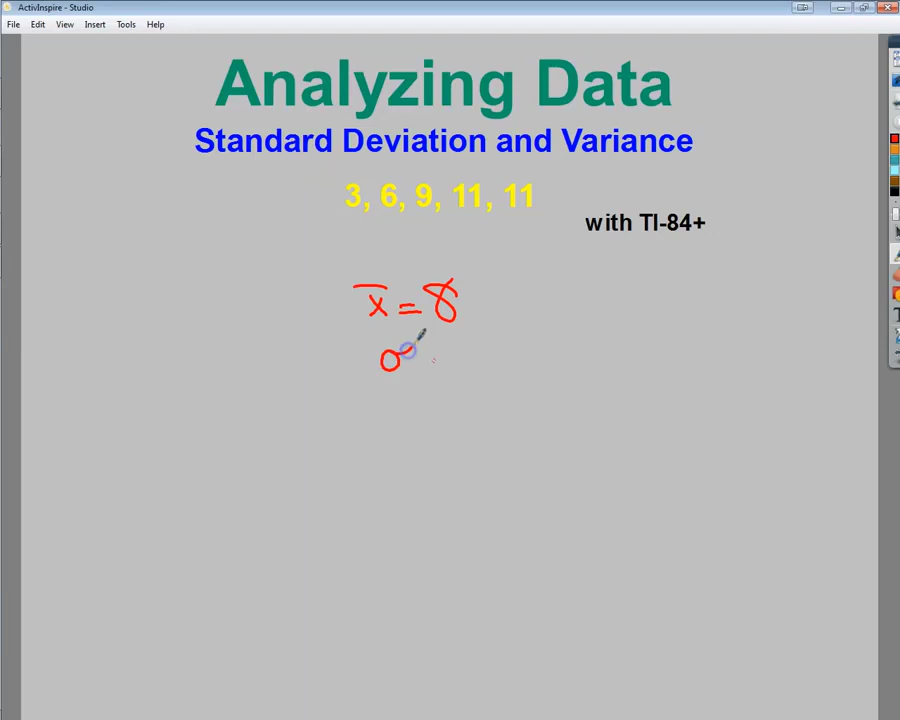 ActivInspire - Studio
File Edit View Insert Tools Help
Analyzing Data
Standard Deviation and Variance
3, 6, 9, 11, 11
with TI-84+
x̅ = 8
σ